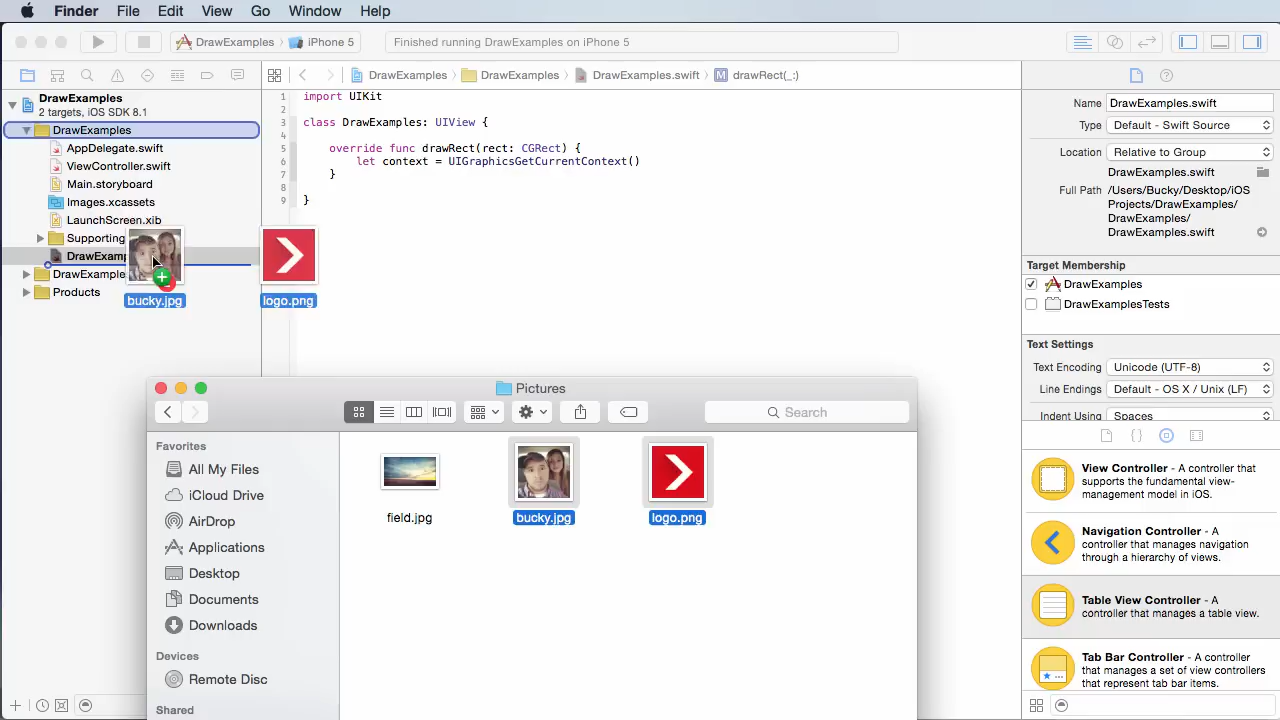 Finder File Edit View Go Window Help
DrawExamples iPhone 5 Finished running DrawExamples on iPhone 5
DrawExamples DrawExamples DrawExamples.swift M drawRect(_:)
DrawExamples
2 targets, iOS SDK 8.1
DrawExamples
AppDelegate.swift
ViewController.swift
Main.storyboard
Images.xcassets
LaunchScreen.xib
Supporting
DrawExamp
DrawExample
Products
bucky.jpg
logo.png
1 import UIKit
2
3 class DrawExamples: UIView {
4
5 override func drawRect(rect: CGRect) {
6 let context = UIGraphicsGetCurrentContext()
7 }
8
9 }
Name DrawExamples.swift
Type Default - Swift Source
Location Relative to Group
DrawExamples.swift
Full Path /Users/Bucky/Desktop/iOS
Projects/DrawExamples/
DrawExamples/
DrawExamples.swift
Target Membership
DrawExamples
DrawExamplesTests
Text Settings
Text Encoding Unicode (UTF-8)
Line Endings Default - OS X / Unix (LF)
Indent Using Spaces
View Controller - A controller that
supports the fundamental view-
management model in iOS.
Navigation Controller - A
controller that manages navigation
through a hierarchy of views.
Table View Controller - A
controller that manages a table view.
Tab Bar Controller - A controller
that manages a set of view controllers
that represent tab bar items.
Pictures
Search
Favorites
All My Files
iCloud Drive
AirDrop
Applications
Desktop
Documents
Downloads
Devices
Remote Disc
Shared
field.jpg
bucky.jpg
logo.png